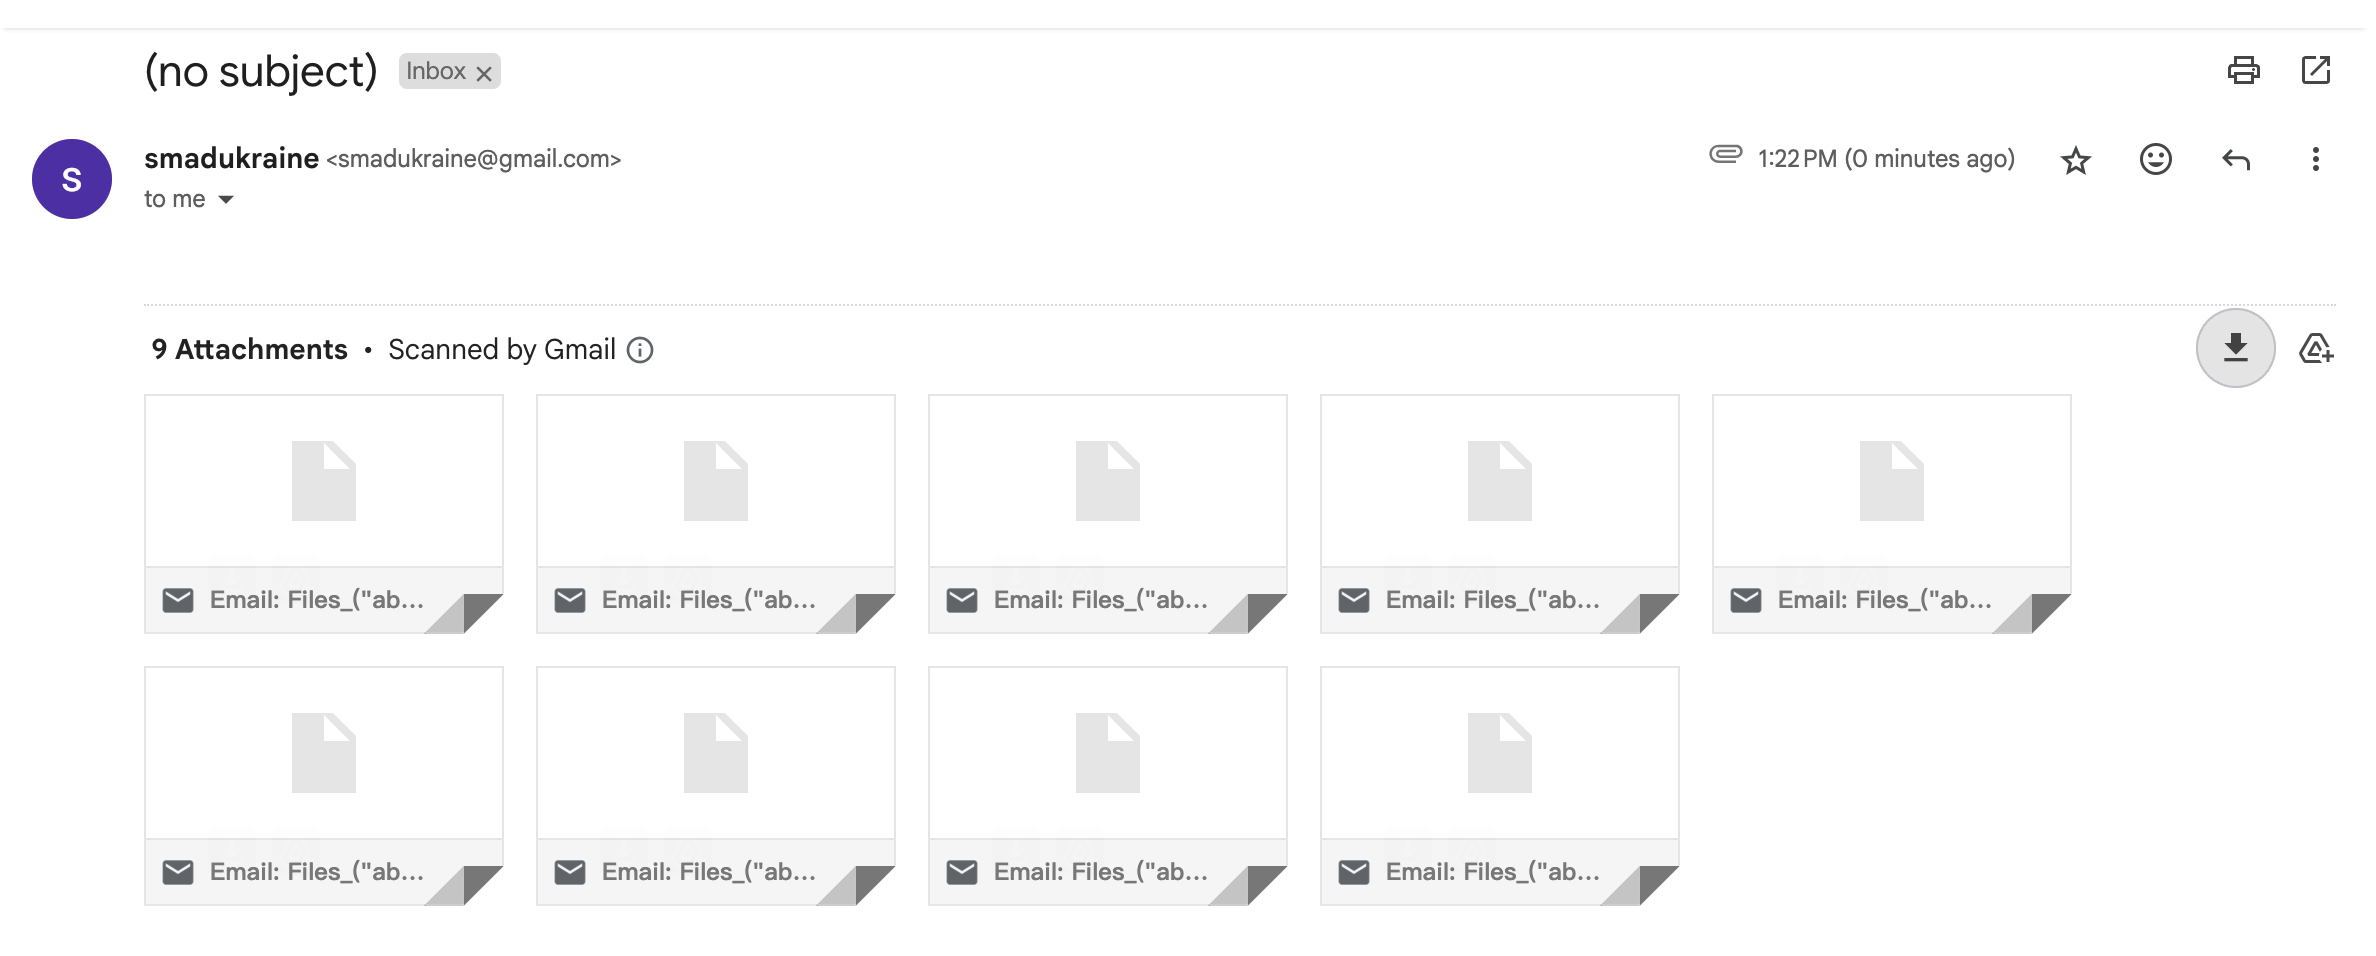 (no subject) Inbox
S
smadukraine <smadukraine@gmail.com>
1:22 PM (0 minutes ago)
to me
9 Attachments • Scanned by Gmail
Email: Files_("ab...
Email: Files_("ab...
Email: Files_("ab...
Email: Files_("ab...
Email: Files_("ab...
Email: Files_("ab...
Email: Files_("ab...
Email: Files_("ab...
Email: Files_("ab...